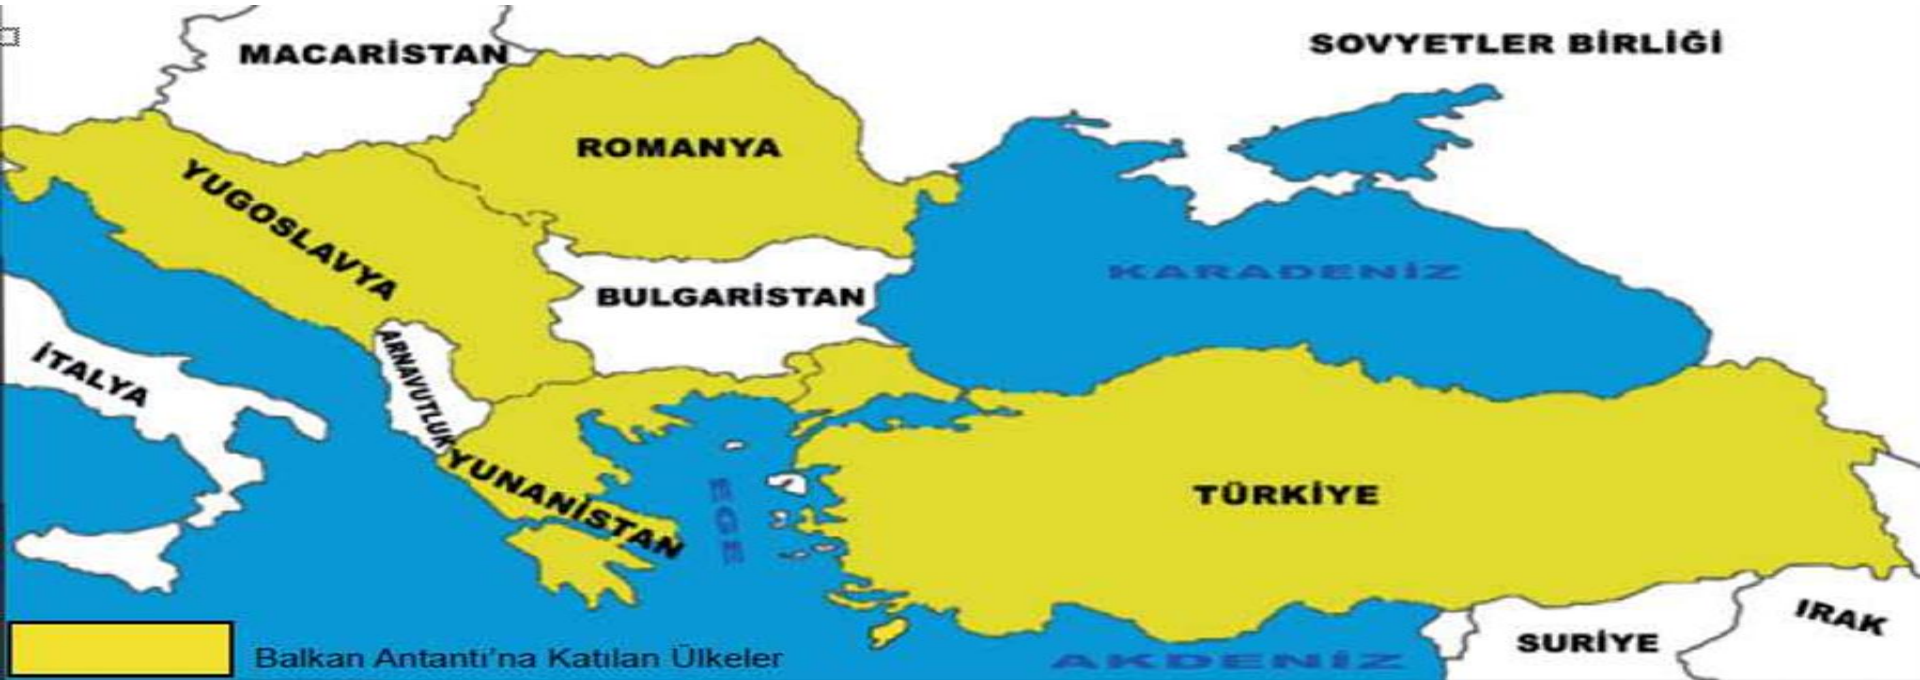 MACARİSTAN
SOVYETLER BİRLİĞİ
ROMANYA
YUGOSLAVYA
KARADENİZ
BULGARİSTAN
İTALYA
ARNAVUTLUK
YUNANİSTAN
EGE
TÜRKİYE
IRAK
SURİYE
Balkan Antantı'na Katılan Ülkeler
AKDENİZ